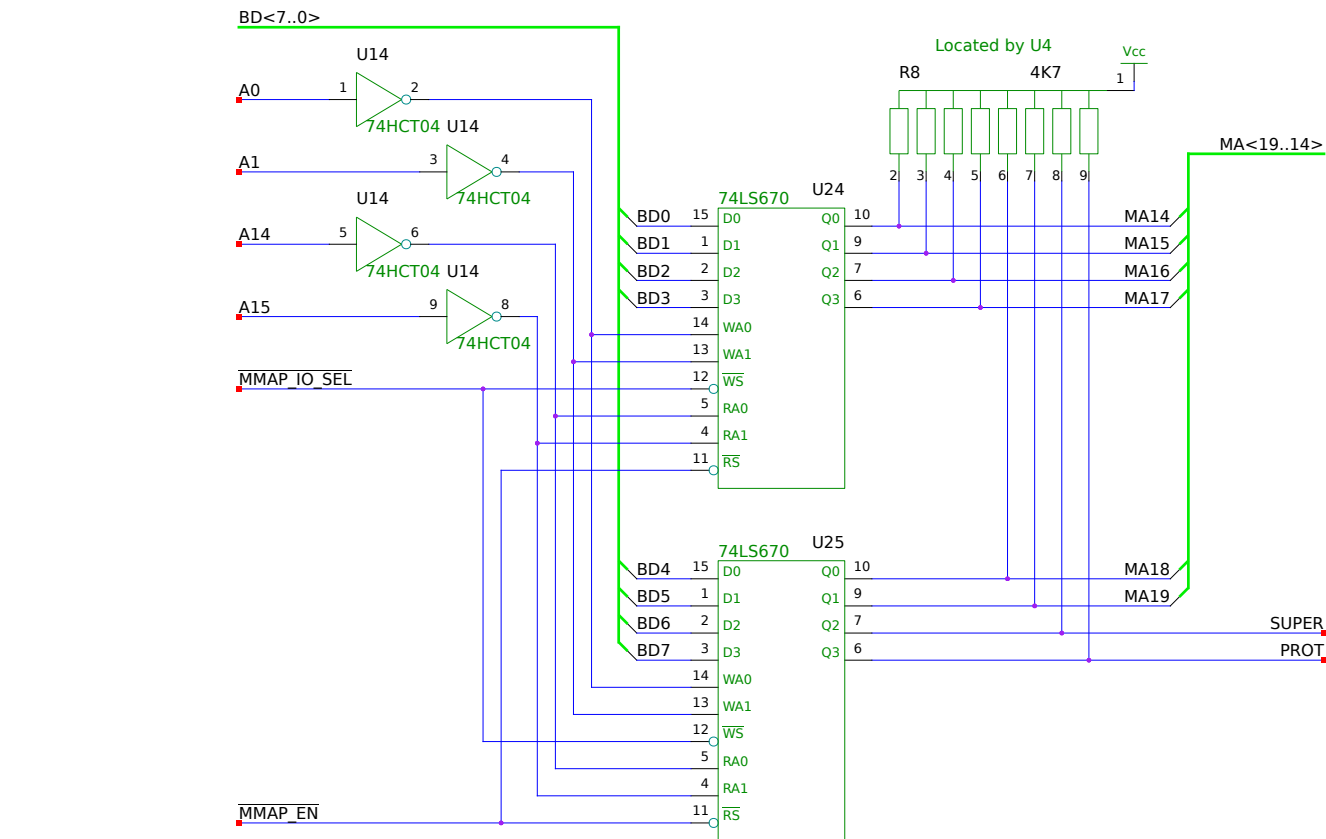 BD<7..0>
U14
A0
1
2
74HCT04
U14
A1
3
4
74HCT04
U14
A14
5
6
74HCT04
U14
A15
9
8
74HCT04
MMAP_IO_SEL
MMAP_EN
Located by U4
Vcc
R8
4K7
1
2
3
4
5
6
7
8
9
MA<19..14>
74LS670
U24
BD0
15
D0
Q0
10
MA14
BD1
1
D1
Q1
9
MA15
BD2
2
D2
Q2
7
MA16
BD3
3
D3
Q3
6
MA17
14
WA0
13
WA1
12
WS
5
RA0
4
RA1
11
RS
74LS670
U25
BD4
15
D0
Q0
10
MA18
BD5
1
D1
Q1
9
MA19
BD6
2
D2
Q2
7
SUPER
BD7
3
D3
Q3
6
PROT
14
WA0
13
WA1
12
WS
5
RA0
4
RA1
11
RS